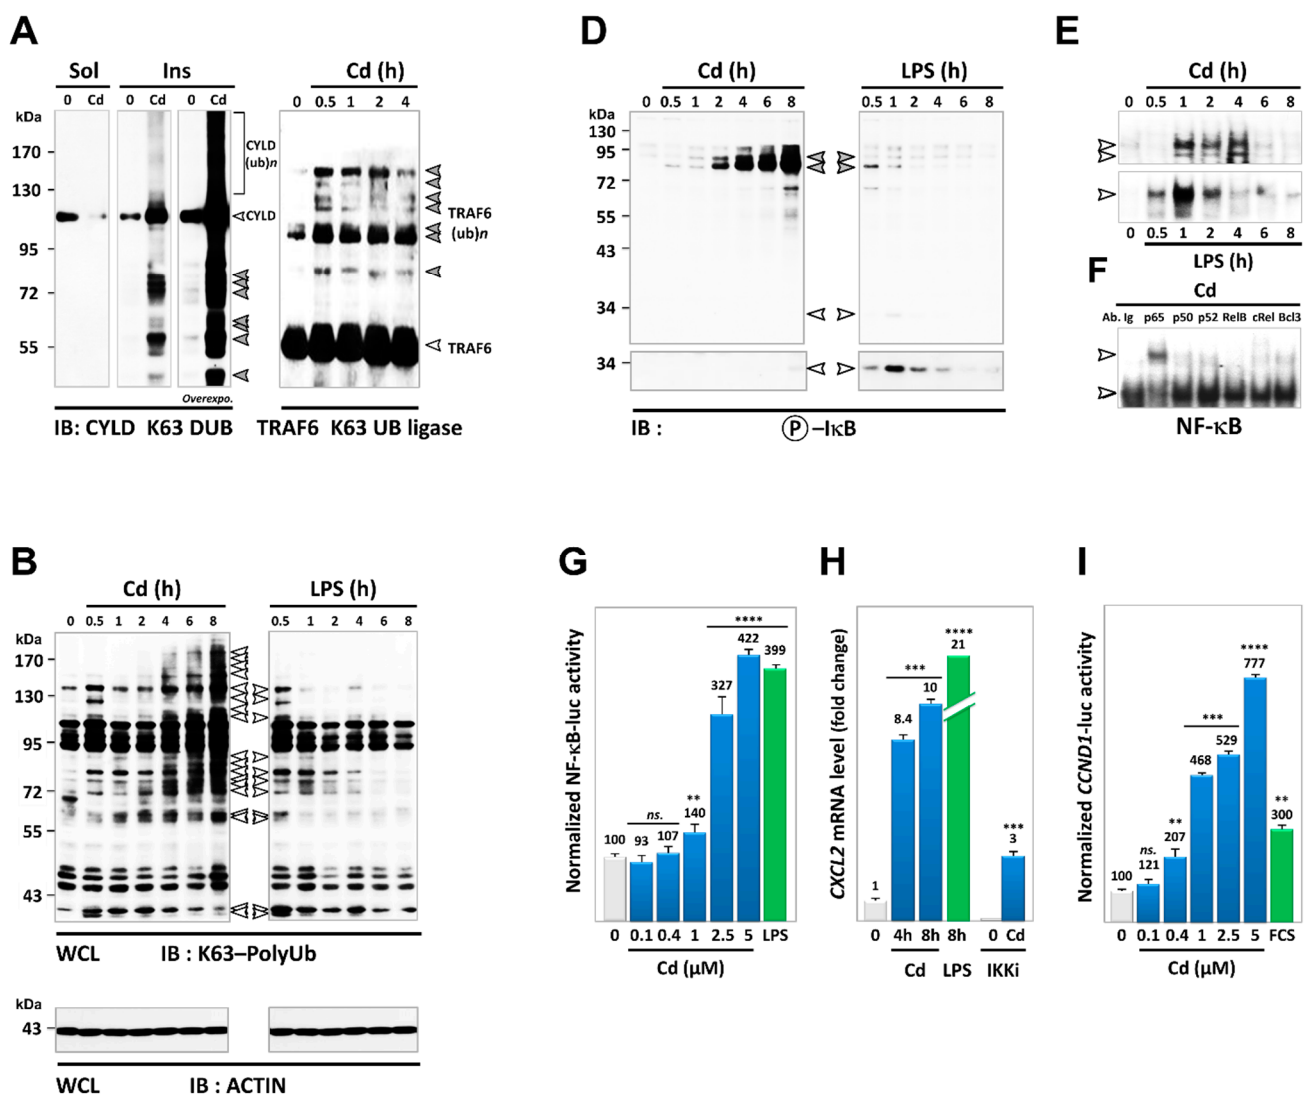 A
Sol Ins Cd (h)
0 Cd 0 Cd 0 Cd 0 0.5 1 2 4
kDa
170
130
95
72
55
CYLD
(ub)n
CYLD
TRAF6
(ub)n
TRAF6
Overexpo.
IB: CYLD K63 DUB TRAF6 K63 UB ligase
D
Cd (h) LPS (h)
0 0.5 1 2 4 6 8 0.5 1 2 4 6 8
kDa
130
95
72
55
43
34
34
IB : P –IκB
E
Cd (h)
0 0.5 1 2 4 6 8
0 0.5 1 2 4 6 8
LPS (h)
F
Cd
Ab. Ig p65 p50 p52 RelB cRel Bcl3
NF-κB
B
Cd (h) LPS (h)
0 0.5 1 2 4 6 8 0.5 1 2 4 6 8
kDa
170
130
95
72
55
43
WCL IB : K63–PolyUb
kDa
43
WCL IB : ACTIN
G
Normalized NF-κB-luc activity
****
422
399
327
ns. **
100 93 107 140
0 0.1 0.4 1 2.5 5 LPS
Cd (μM)
H
CXCL2 mRNA level (fold change)
****
21
***
10
8.4
***
3
1
0 4h 8h 8h 0 Cd
Cd LPS IKKi
I
Normalized CCND1-luc activity
****
777
***
529
468
**
300
**
207
ns.
121
100
0 0.1 0.4 1 2.5 5 FCS
Cd (μM)